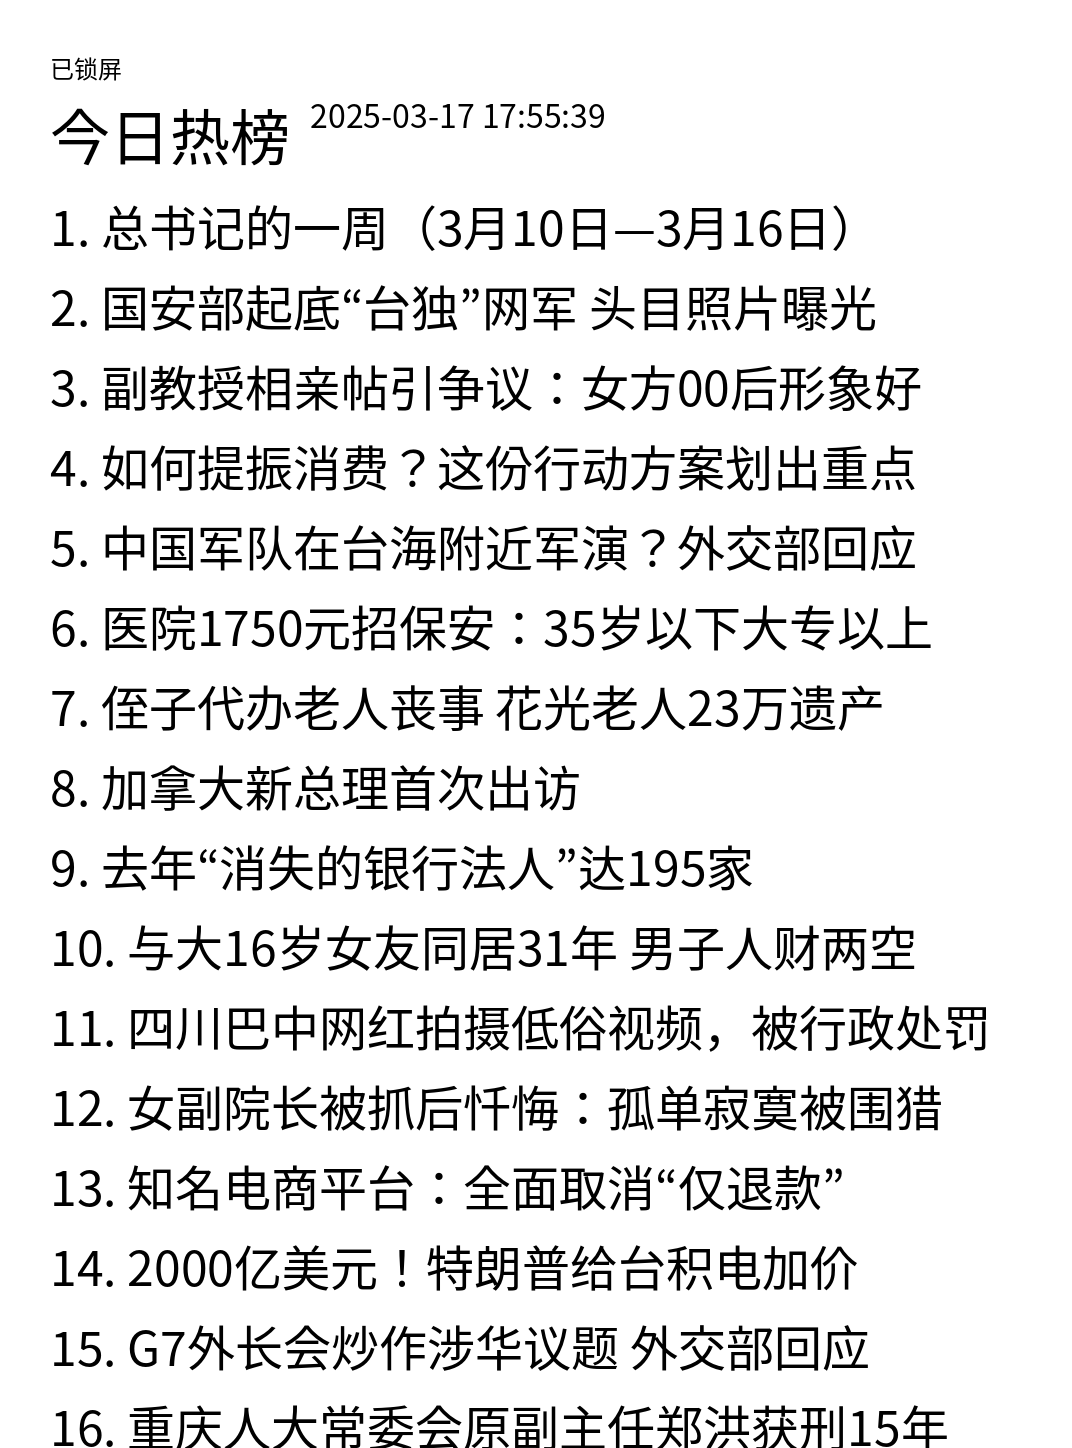 已锁屏
今日热榜 2025-03-17 17:55:39
1. 总书记的一周（3月10日—3月16日）
2. 国安部起底“台独”网军 头目照片曝光
3. 副教授相亲帖引争议：女方00后形象好
4. 如何提振消费？这份行动方案划出重点
5. 中国军队在台海附近军演？外交部回应
6. 医院1750元招保安：35岁以下大专以上
7. 侄子代办老人丧事 花光老人23万遗产
8. 加拿大新总理首次出访
9. 去年“消失的银行法人”达195家
10. 与大16岁女友同居31年 男子人财两空
11. 四川巴中网红拍摄低俗视频，被行政处罚
12. 女副院长被抓后忏悔：孤单寂寞被围猎
13. 知名电商平台：全面取消“仅退款”
14. 2000亿美元！特朗普给台积电加价
15. G7外长会炒作涉华议题 外交部回应
16. 重庆人大常委会原副主任郑洪获刑15年